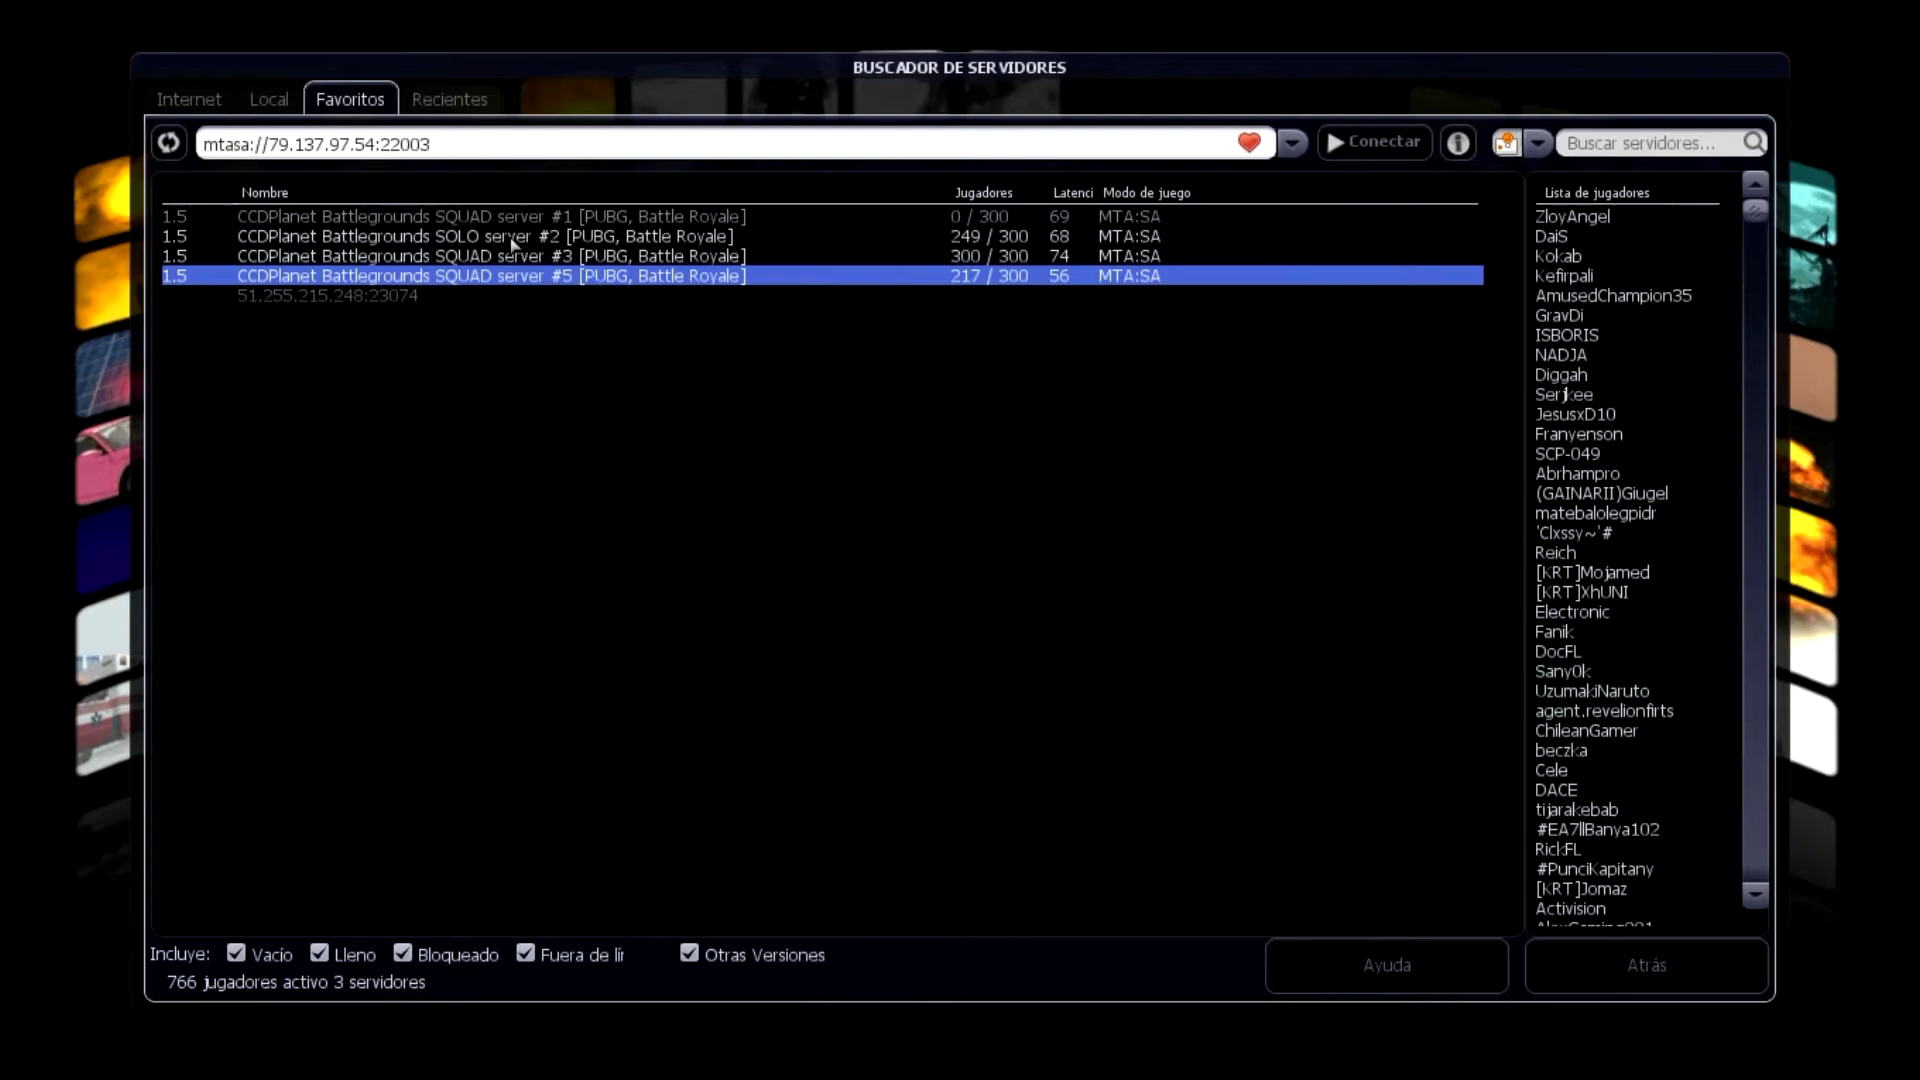 BUSCADOR DE SERVIDORES
Internet Local Favoritos Recientes
mtasa://79.137.97.54:22003 Conectar Buscar servidores...
Nombre Jugadores Latenci Modo de juego
1.5 CCDPlanet Battlegrounds SQUAD server #1 [PUBG, Battle Royale] 0 / 300 69 MTA:SA
1.5 CCDPlanet Battlegrounds SOLO server #2 [PUBG, Battle Royale] 249 / 300 68 MTA:SA
1.5 CCDPlanet Battlegrounds SQUAD server #3 [PUBG, Battle Royale] 300 / 300 74 MTA:SA
1.5 CCDPlanet Battlegrounds SQUAD server #5 [PUBG, Battle Royale] 217 / 300 56 MTA:SA
51.255.215.248:23074
Lista de jugadores
ZloyAngel
DaiS
Kokab
Kefirpali
AmusedChampion35
GravDi
ISBORIS
NADJA
Diggah
Serjkee
JesusxD10
Franyenson
SCP-049
Abrhampro
(GAINARII)Giugel
matebalolegpidr
'Clxssy~'#
Reich
[KRT]Mojamed
[KRT]XhUNI
Electronic
Fanik
DocFL
Sany0k
UzumakiNaruto
agent.revelionfirts
ChileanGamer
beczka
Cele
DACE
tijarakebab
#EA7llBanya102
RickFL
#PunciKapitany
[KRT]Jomaz
Activision
Incluye: Vacío Lleno Bloqueado Fuera de lí Otras Versiones
766 jugadores activo 3 servidores
Ayuda Atrás